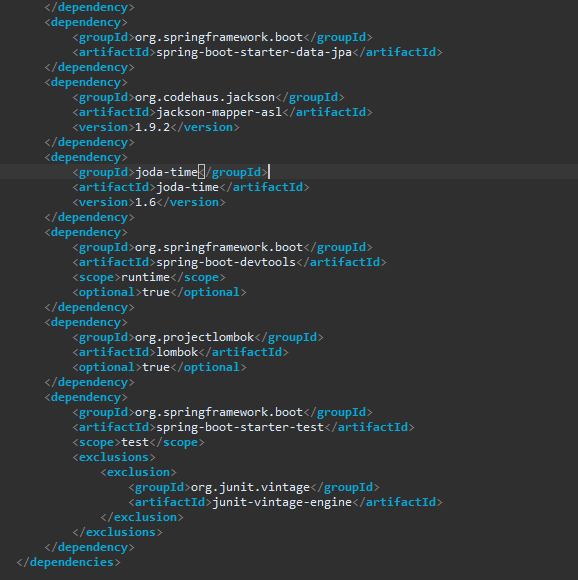 </dependency>
<dependency>
<groupId>org.springframework.boot</groupId>
<artifactId>spring-boot-starter-data-jpa</artifactId>
</dependency>
<dependency>
<groupId>org.codehaus.jackson</groupId>
<artifactId>jackson-mapper-asl</artifactId>
<version>1.9.2</version>
</dependency>
<dependency>
<groupId>joda-time</groupId>
<artifactId>joda-time</artifactId>
<version>1.6</version>
</dependency>
<dependency>
<groupId>org.springframework.boot</groupId>
<artifactId>spring-boot-devtools</artifactId>
<scope>runtime</scope>
<optional>true</optional>
</dependency>
<dependency>
<groupId>org.projectlombok</groupId>
<artifactId>lombok</artifactId>
<optional>true</optional>
</dependency>
<dependency>
<groupId>org.springframework.boot</groupId>
<artifactId>spring-boot-starter-test</artifactId>
<scope>test</scope>
<exclusions>
<exclusion>
<groupId>org.junit.vintage</groupId>
<artifactId>junit-vintage-engine</artifactId>
</exclusion>
</exclusions>
</dependency>
</dependencies>